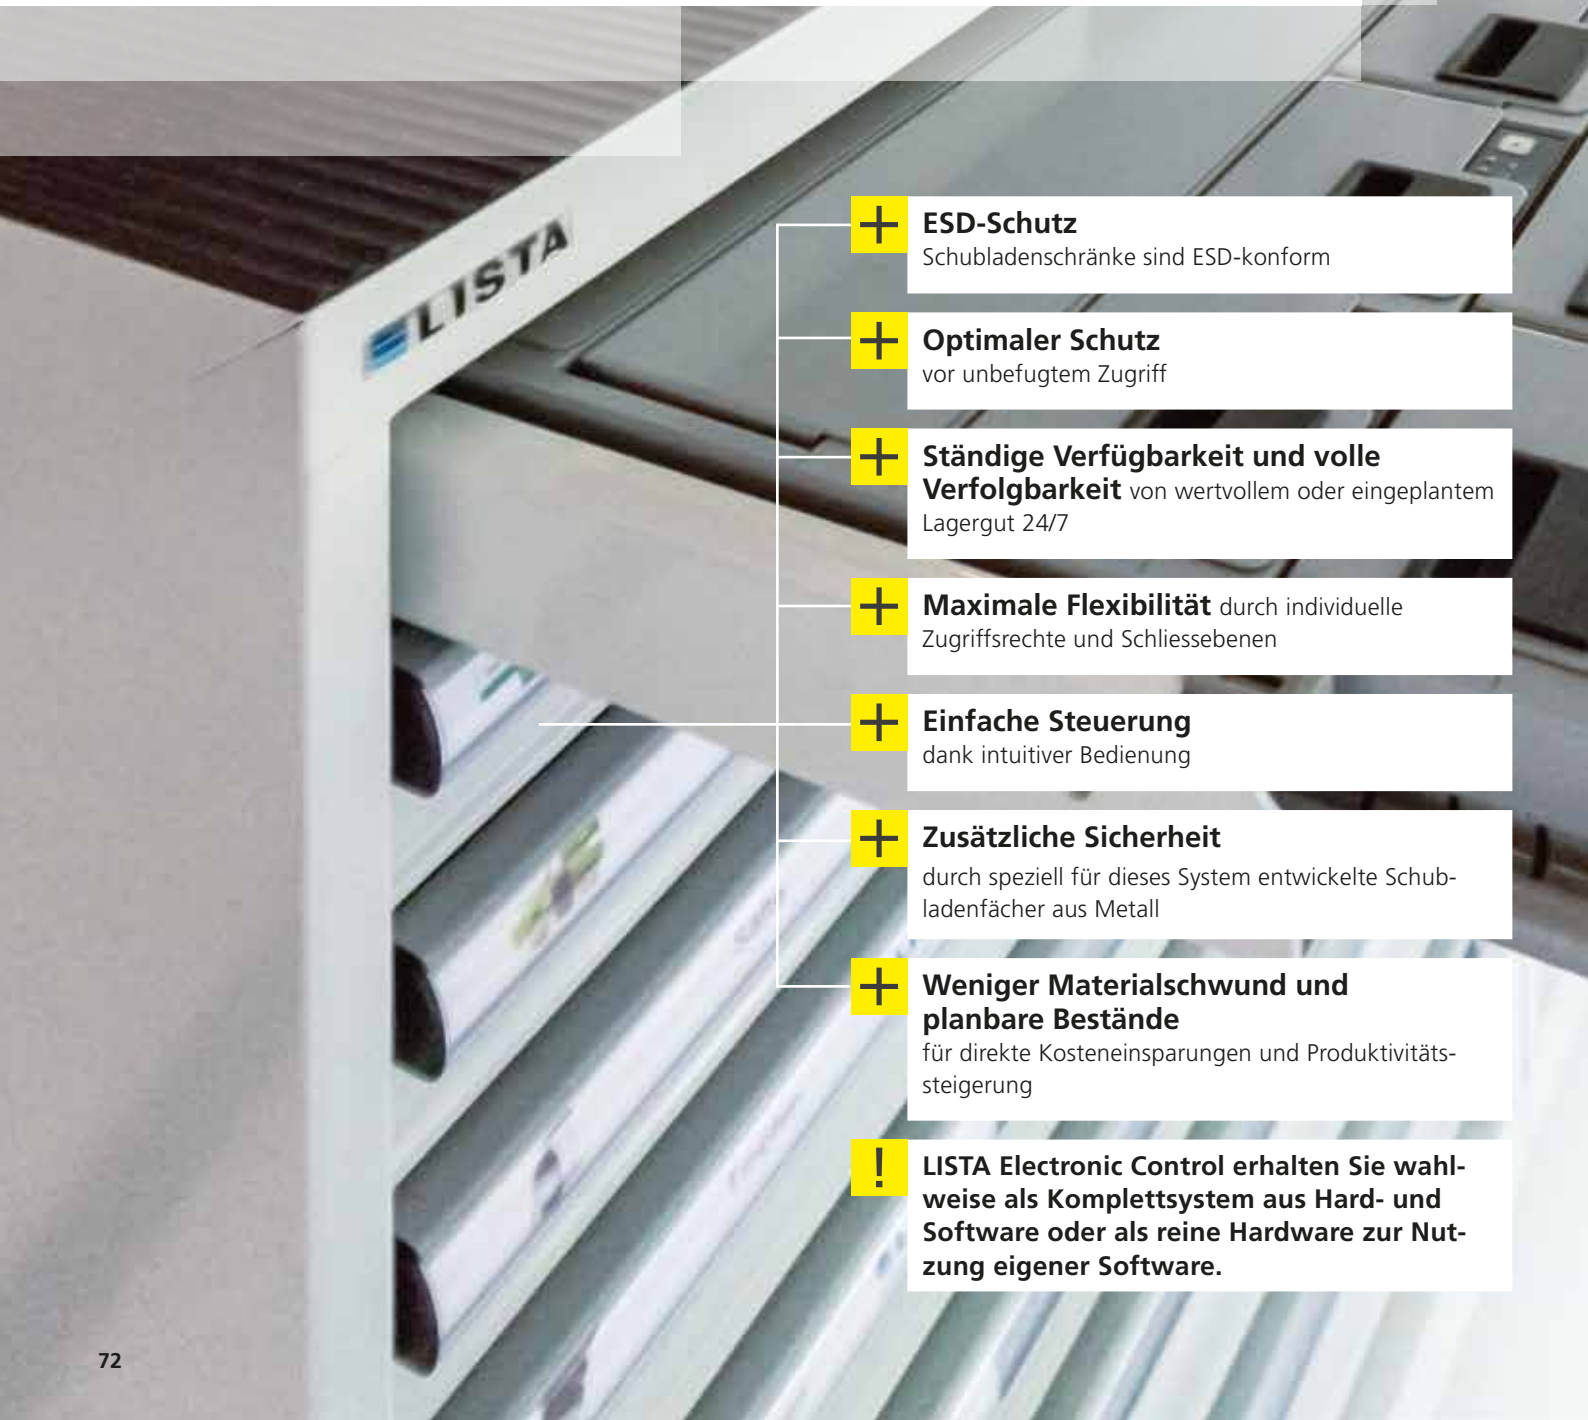 LISTA
ESD-Schutz
Schubladenschränke sind ESD-konform
Optimaler Schutz
vor unbefugtem Zugriff
Ständige Verfügbarkeit und volle
Verfolgbarkeit von wertvollem oder eingeplantem
Lagergut 24/7
Maximale Flexibilität durch individuelle
Zugriffsrechte und Schliessebenen
Einfache Steuerung
dank intuitiver Bedienung
Zusätzliche Sicherheit
durch speziell für dieses System entwickelte Schub-
ladenfächer aus Metall
Weniger Materialschwund und
planbare Bestände
für direkte Kosteneinsparungen und Produktivitäts-
steigerung
! LISTA Electronic Control erhalten Sie wahl-
weise als Komplettsystem aus Hard- und
Software oder als reine Hardware zur Nut-
zung eigener Software.
72